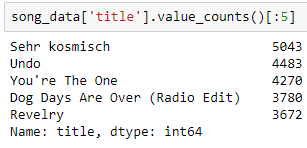 song_data['title'].value_counts()[:5]
Sehr kosmisch 5043
Undo 4483
You're The One 4270
Dog Days Are Over (Radio Edit) 3780
Revelry 3672
Name: title, dtype: int64